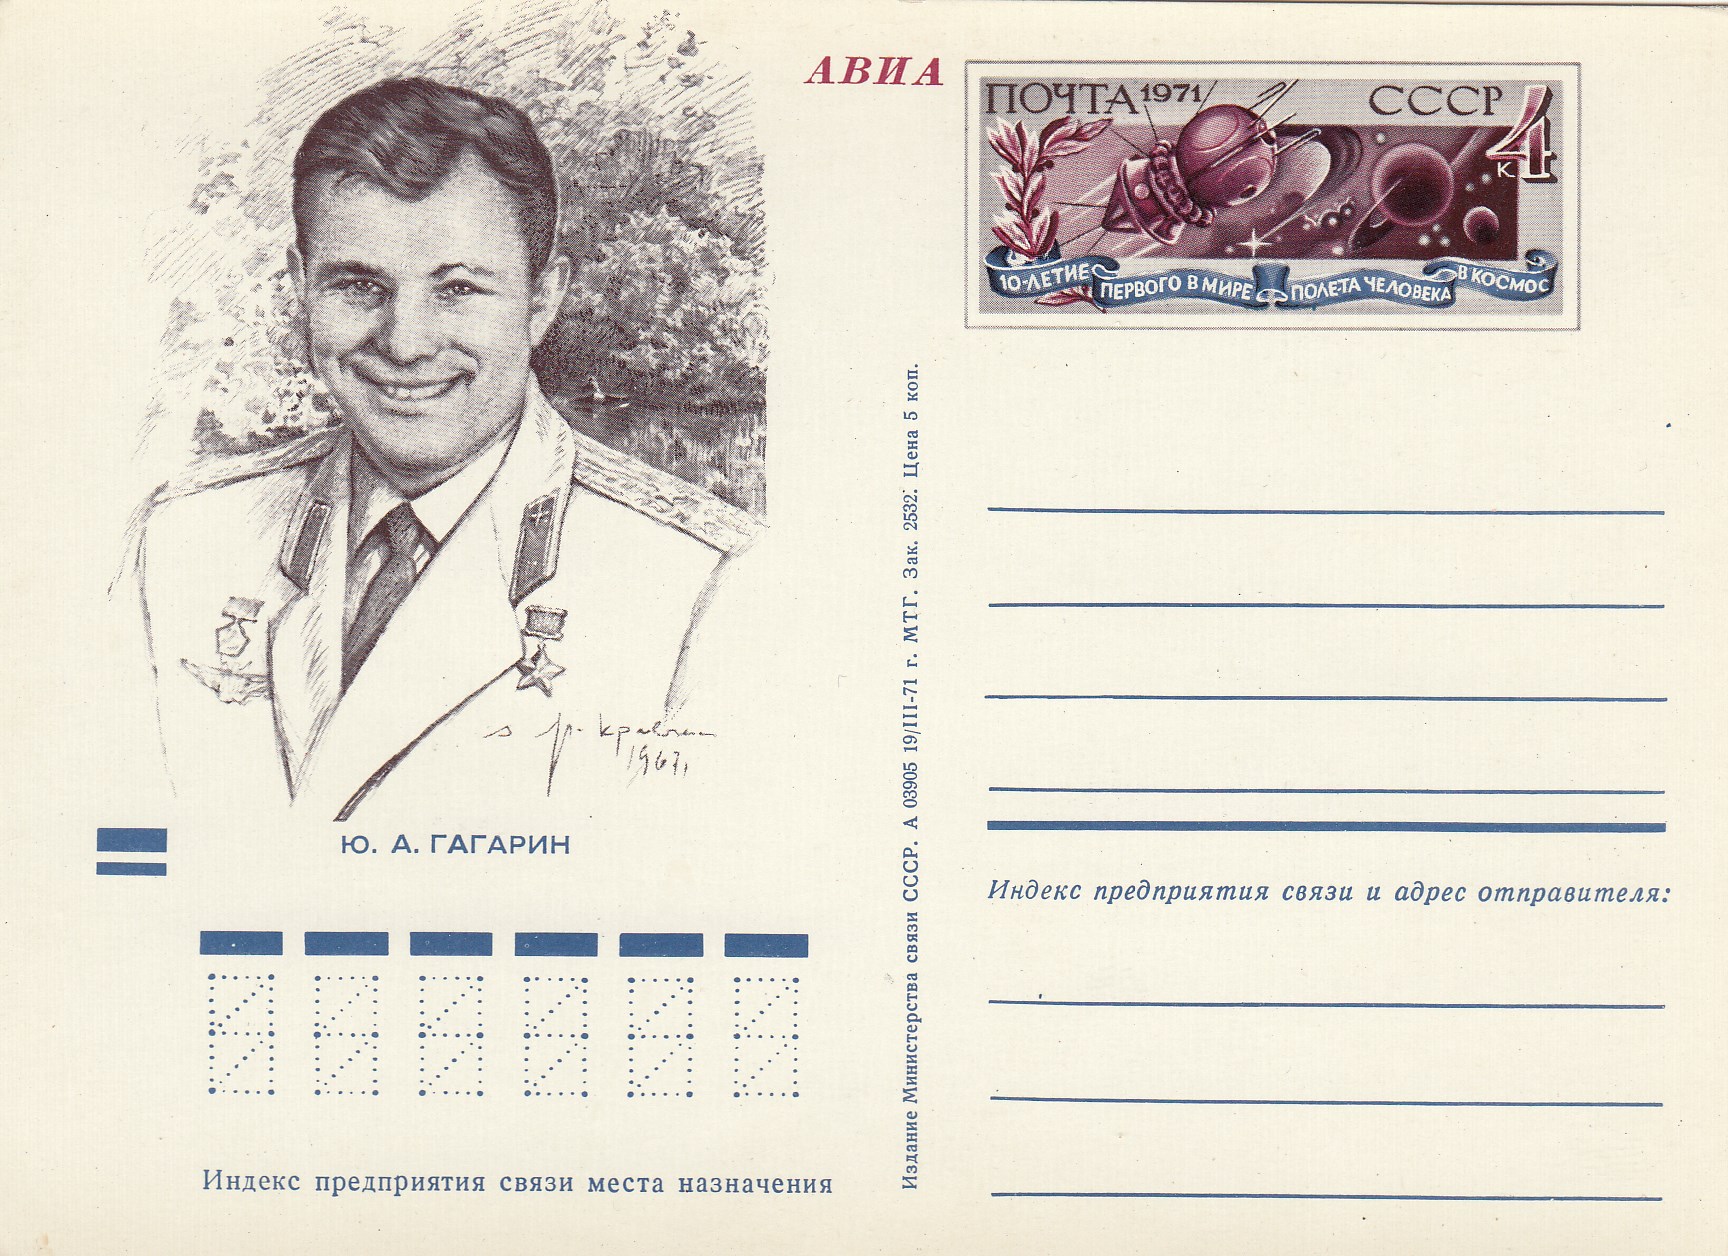 АВИА
ПОЧТА 1971
СССР
4
К.
10-ЛЕТИЕ ПЕРВОГО В МИРЕ ПОЛЕТА ЧЕЛОВЕКА В КОСМОС
1967
Ю. А. ГАГАРИН
Индекс предприятия связи места назначения
Издание Министерства связи СССР. А 03905 19/III-71 г. МТГ. Зак. 2532. Цена 5 коп.
Индекс предприятия связи и адрес отправителя: